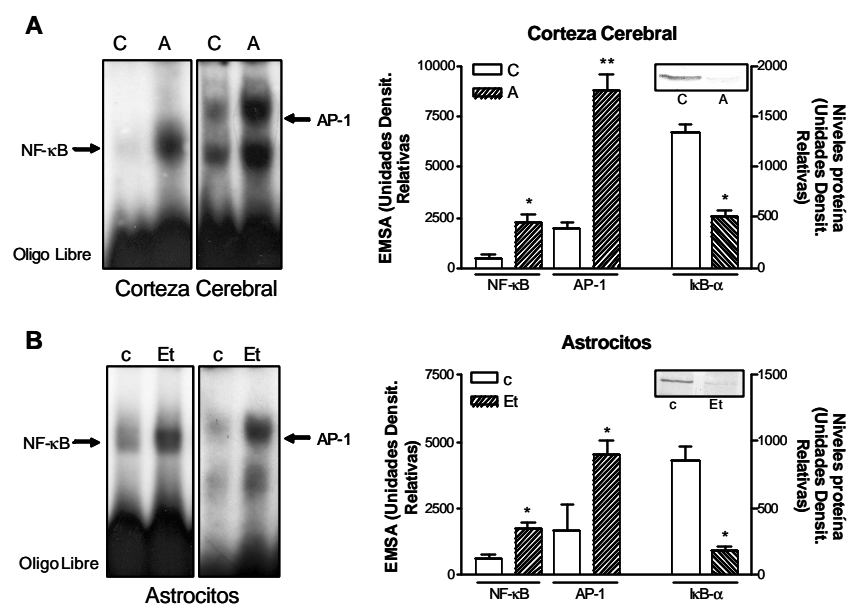 A
C A C A
NF-κB
AP-1
Oligo Libre
Corteza Cerebral
Corteza Cerebral
EMSA (Unidades Densit.
Relativas
10000
7500
5000
2500
0
C
A
**
*
*
C A
2000
1500
1000
500
0
Niveles proteína
(Unidades Densit.
Relativas)
NF-κB AP-1 IκB-α
B
c Et c Et
NF-κB
AP-1
Oligo Libre
Astrocitos
Astrocitos
EMSA (Unidades Densit.
Relativas)
7500
5000
2500
0
c
Et
*
*
*
c Et
1500
1000
500
0
Niveles proteína
(Unidades Densit.
Relativas)
NF-κB AP-1 IκB-α